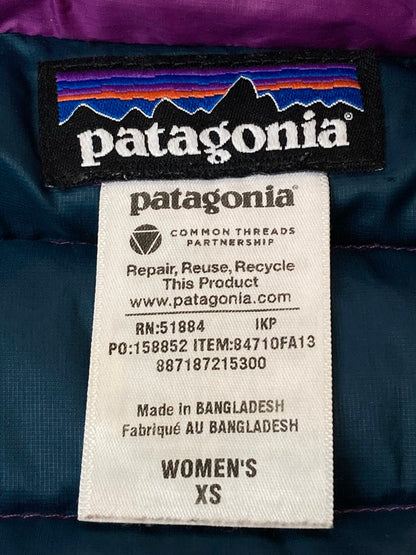 patagonia®
patagonia®
COMMON THREADS
PARTNERSHIP
Repair, Reuse, Recycle
This Product
www.patagonia.com
RN:51884 IKP
PO:158852 ITEM:84710FA13
887187215300
Made in BANGLADESH
Fabriqué AU BANGLADESH
WOMEN'S
XS